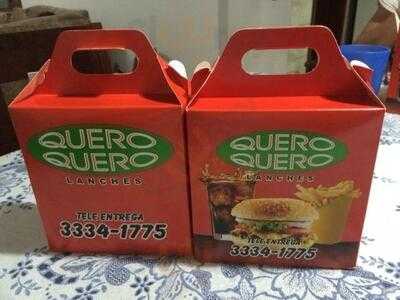 QUERO
QUERO
LANCHES
TELE ENTREGA
3334-1775
QUERO
QUERO
LANCHES
TELE ENTREGA
3334-1775